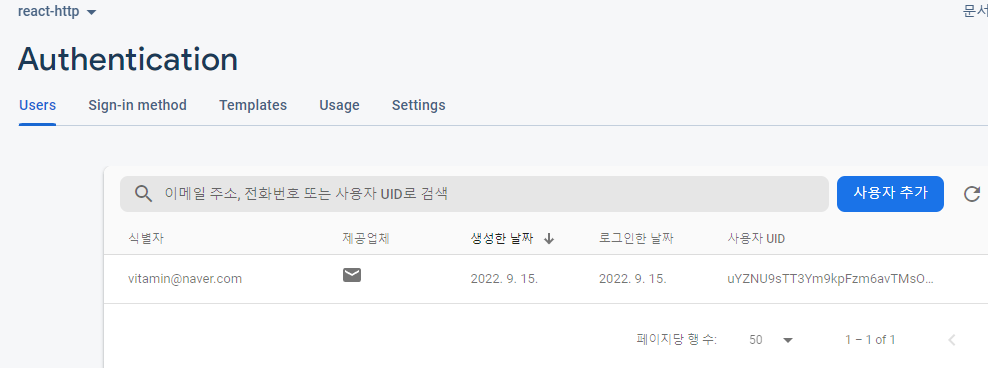 react-http
문서
Authentication
Users Sign-in method Templates Usage Settings
이메일 주소, 전화번호 또는 사용자 UID로 검색 사용자 추가
식별자 제공업체 생성한 날짜 로그인한 날짜 사용자 UID
vitamin@naver.com 2022. 9. 15. 2022. 9. 15. uYZNU9sTT3Ym9kpFzm6avTMsO...
페이지당 행 수: 50 1 – 1 of 1